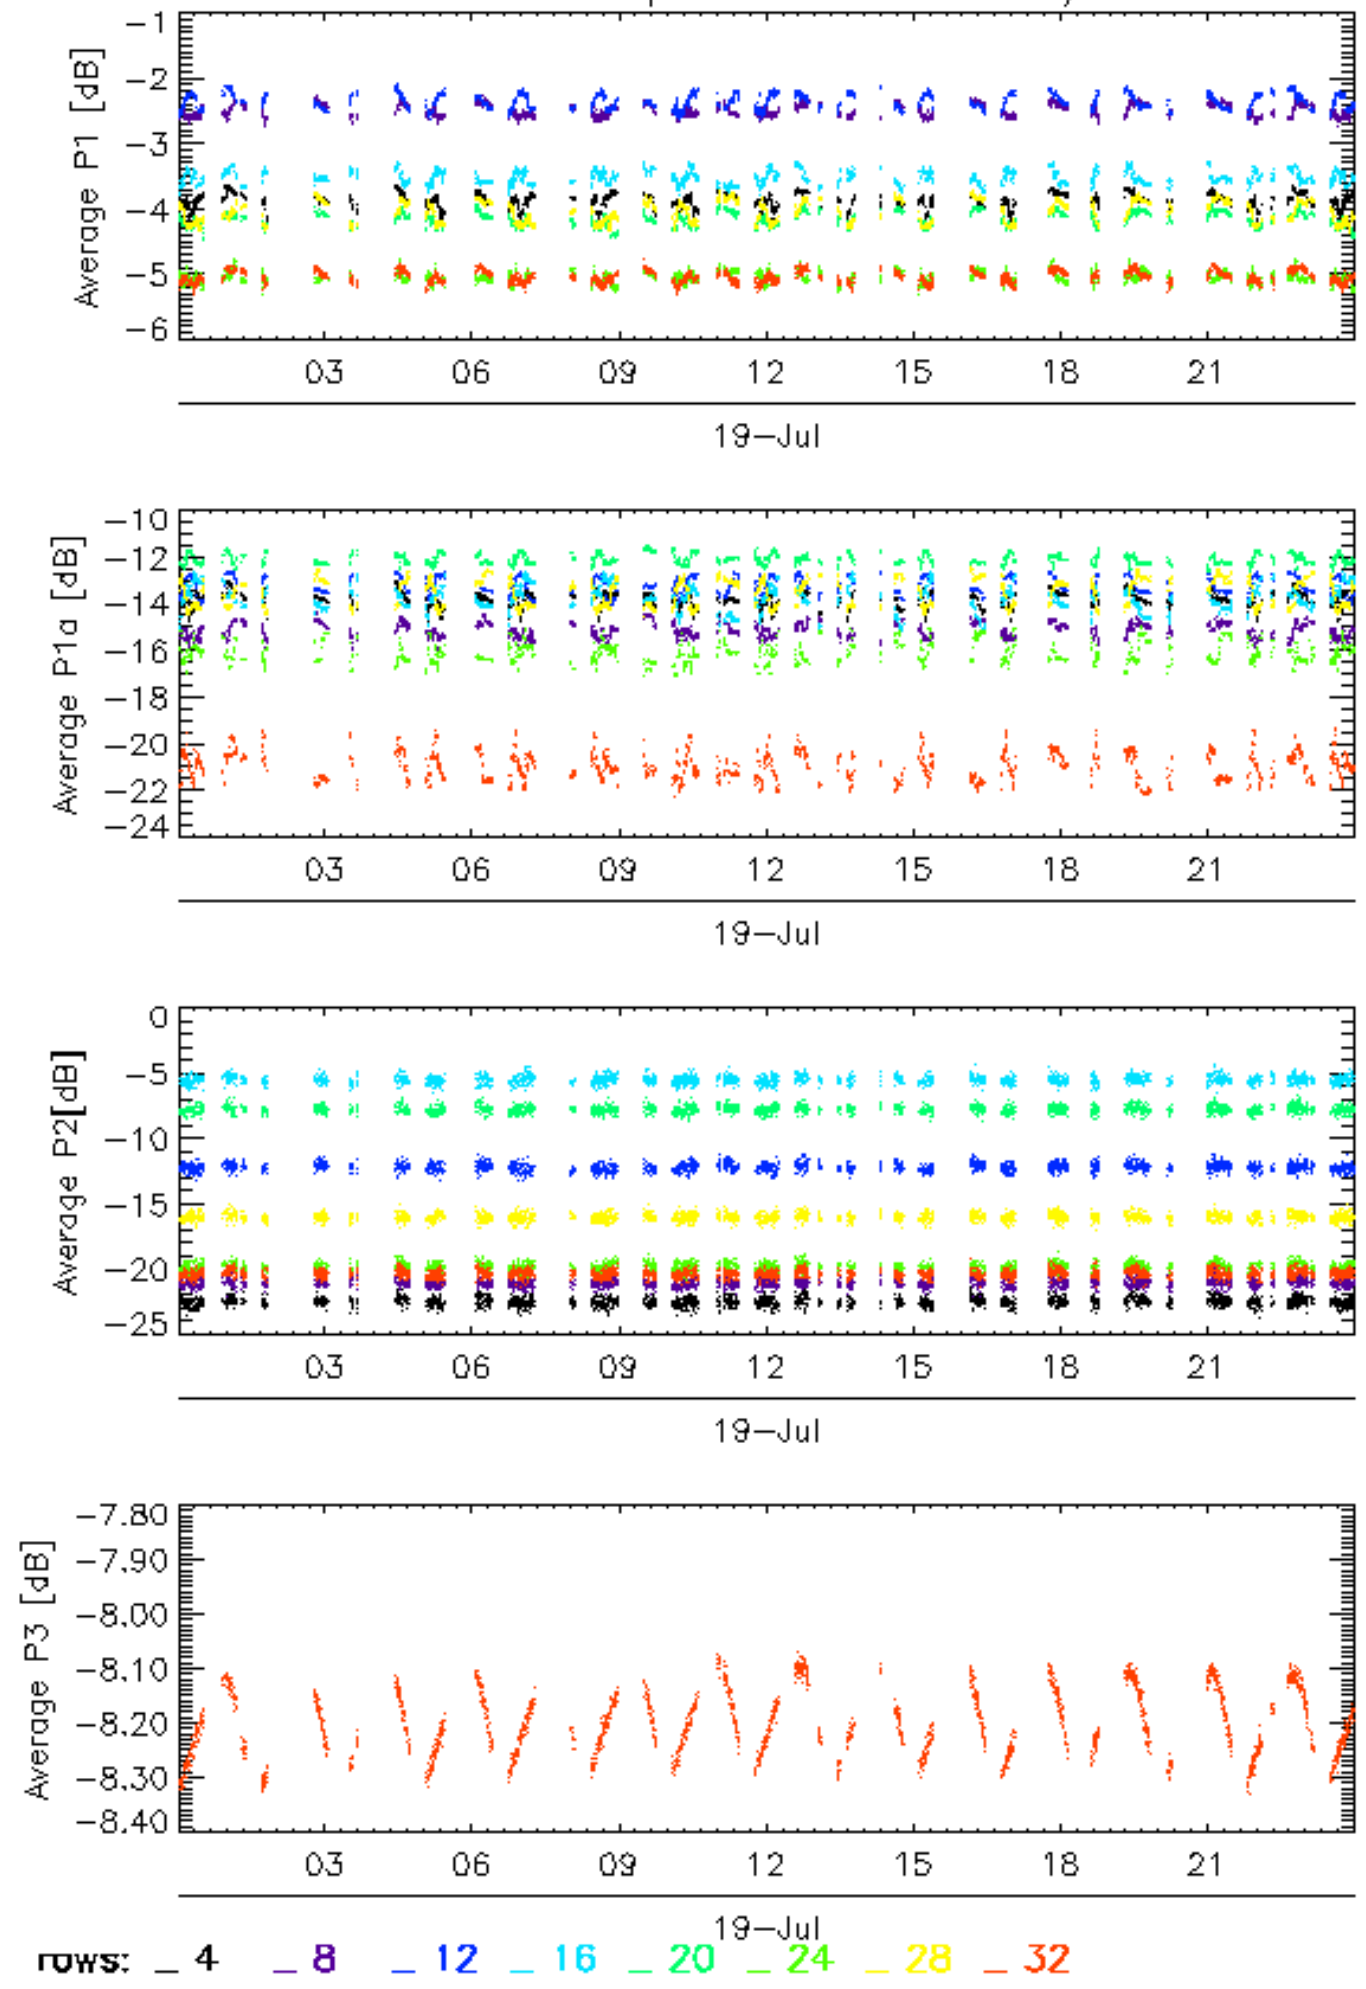 Average P1 [dB]
-1
-2
-3
-4
-5
-6
03 06 09 12 15 18 21
19-Jul
Average P1a [dB]
-10
-12
-14
-16
-18
-20
-22
-24
03 06 09 12 15 18 21
19-Jul
Average P2[dB]
0
-5
-10
-15
-20
-25
03 06 09 12 15 18 21
19-Jul
Average P3 [dB]
-7.80
-7.90
-8.00
-8.10
-8.20
-8.30
-8.40
03 06 09 12 15 18 21
19-Jul
rows: _ 4 _ 8 _ 12 _ 16 _ 20 _ 24 _ 28 _ 32